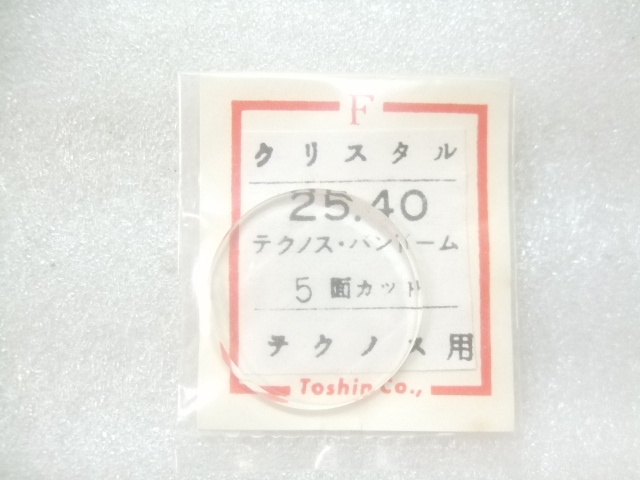 F
クリスタル
25.40
テクノス・バンガーム
5面カット
テクノス用
Toshin Co.,